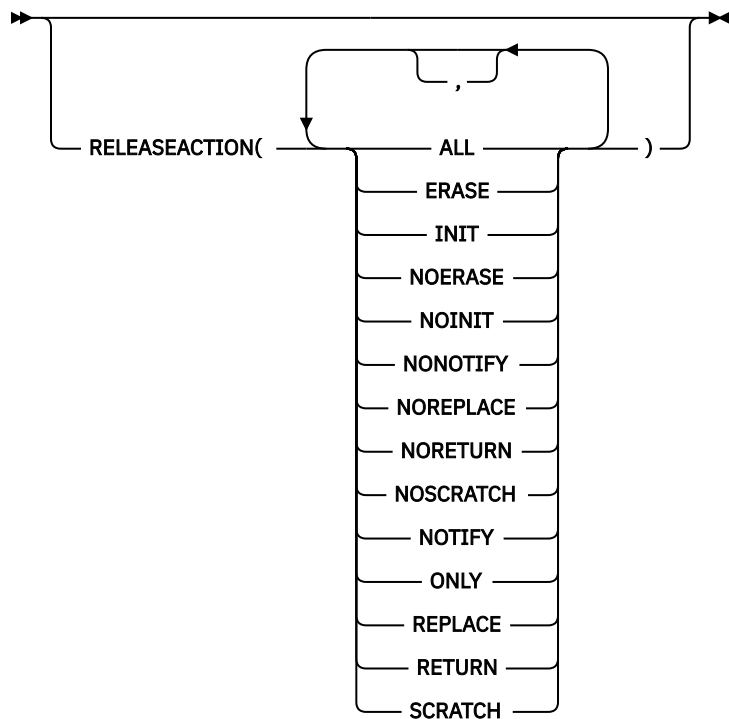 ,
RELEASEACTION( ALL )
ERASE
INIT
NOERASE
NOINIT
NONOTIFY
NOREPLACE
NORETURN
NOSCRATCH
NOTIFY
ONLY
REPLACE
RETURN
SCRATCH